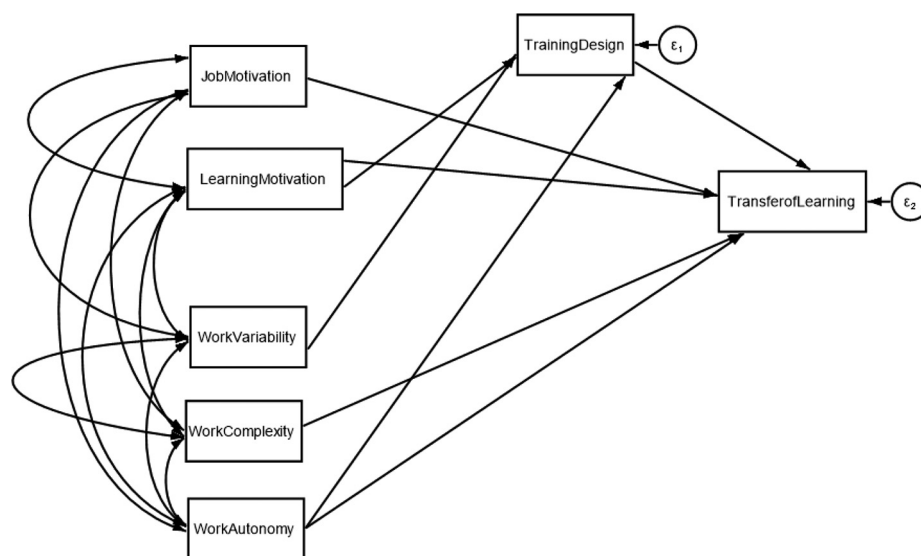 TrainingDesign
ε1
JobMotivation
LearningMotivation
TransferofLearning
ε2
WorkVariability
WorkComplexity
WorkAutonomy